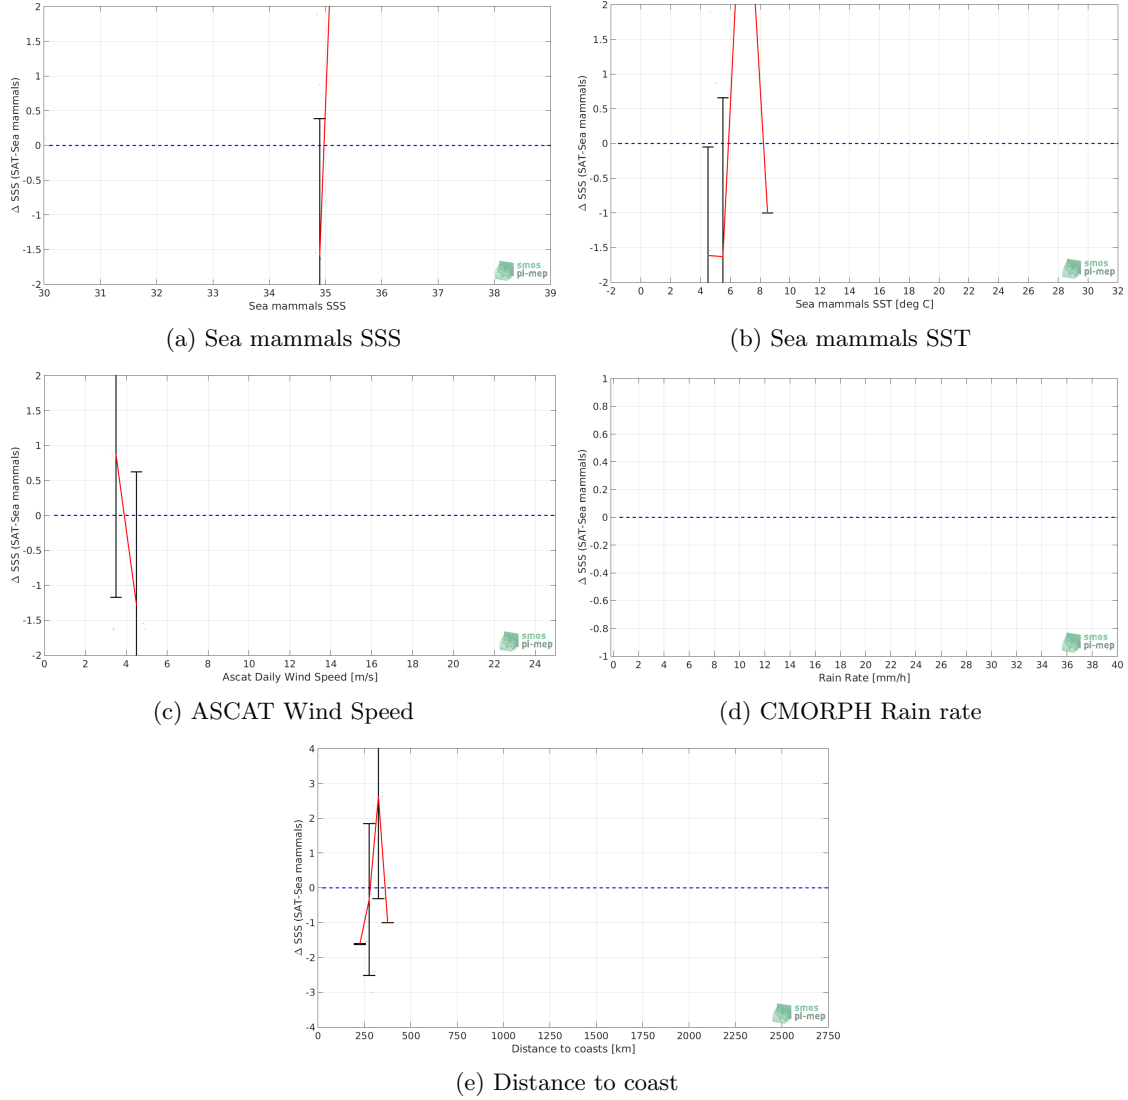 2
1.5
1
0.5
0
-0.5
-1
-1.5
-2
Δ SSS (SAT-Sea mammals)
30 31 32 33 34 35 36 37 38 39
Sea mammals SSS
smos
pi-mep
(a) Sea mammals SSS
2
1.5
1
0.5
0
-0.5
-1
-1.5
-2
Δ SSS (SAT-Sea mammals)
-2 0 2 4 6 8 10 12 14 16 18 20 22 24 26 28 30 32
Sea mammals SST [deg C]
smos
pi-mep
(b) Sea mammals SST
2
1.5
1
0.5
0
-0.5
-1
-1.5
-2
Δ SSS (SAT-Sea mammals)
0 2 4 6 8 10 12 14 16 18 20 22 24
Ascat Daily Wind Speed [m/s]
smos
pi-mep
(c) ASCAT Wind Speed
1
0.8
0.6
0.4
0.2
0
-0.2
-0.4
-0.6
-0.8
-1
Δ SSS (SAT-Sea mammals)
0 2 4 6 8 10 12 14 16 18 20 22 24 26 28 30 32 34 36 38 40
Rain Rate [mm/h]
smos
pi-mep
(d) CMORPH Rain rate
4
3
2
1
0
-1
-2
-3
-4
Δ SSS (SAT-Sea mammals)
0 250 500 750 1000 1250 1500 1750 2000 2250 2500 2750
Distance to coasts [km]
smos
pi-mep
(e) Distance to coast